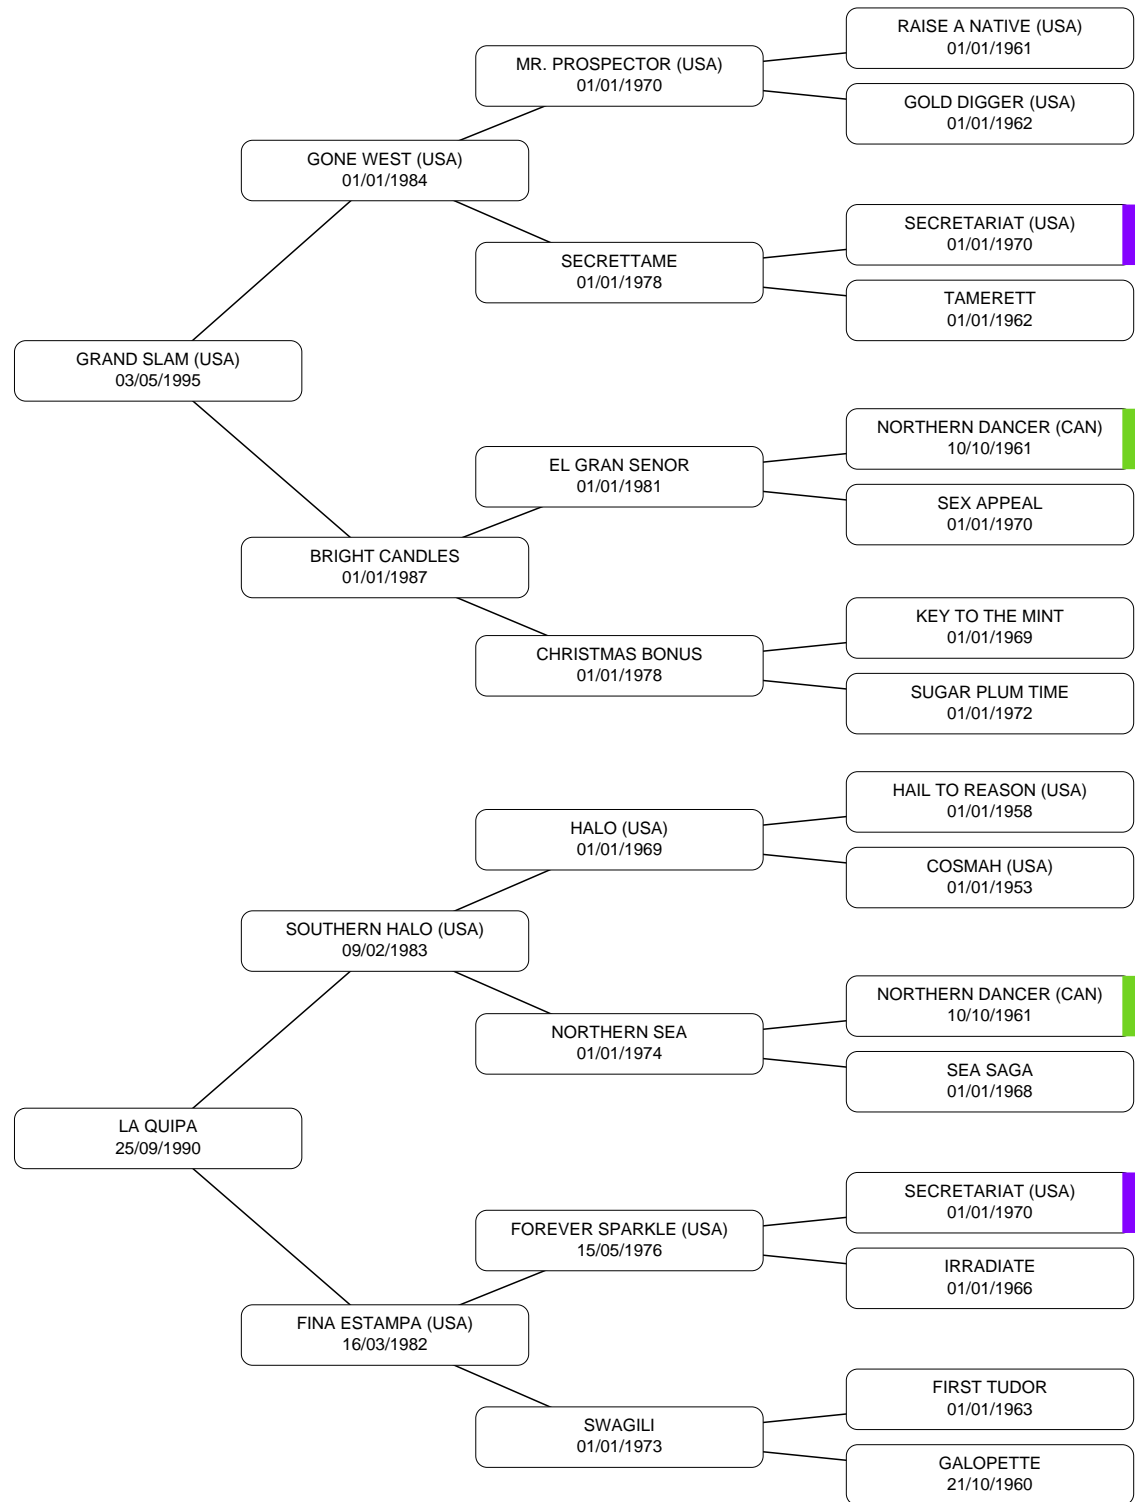 RAISE A NATIVE (USA)
01/01/1961
MR. PROSPECTOR (USA)
01/01/1970
GOLD DIGGER (USA)
01/01/1962
GONE WEST (USA)
01/01/1984
SECRETARIAT (USA)
01/01/1970
SECRETTAME
01/01/1978
TAMERETT
01/01/1962
GRAND SLAM (USA)
03/05/1995
NORTHERN DANCER (CAN)
10/10/1961
EL GRAN SENOR
01/01/1981
SEX APPEAL
01/01/1970
BRIGHT CANDLES
01/01/1987
KEY TO THE MINT
01/01/1969
CHRISTMAS BONUS
01/01/1978
SUGAR PLUM TIME
01/01/1972
HAIL TO REASON (USA)
01/01/1958
HALO (USA)
01/01/1969
COSMAH (USA)
01/01/1953
SOUTHERN HALO (USA)
09/02/1983
NORTHERN DANCER (CAN)
10/10/1961
NORTHERN SEA
01/01/1974
SEA SAGA
01/01/1968
LA QUIPA
25/09/1990
SECRETARIAT (USA)
01/01/1970
FOREVER SPARKLE (USA)
15/05/1976
IRRADIATE
01/01/1966
FINA ESTAMPA (USA)
16/03/1982
FIRST TUDOR
01/01/1963
SWAGILI
01/01/1973
GALOPETTE
21/10/1960